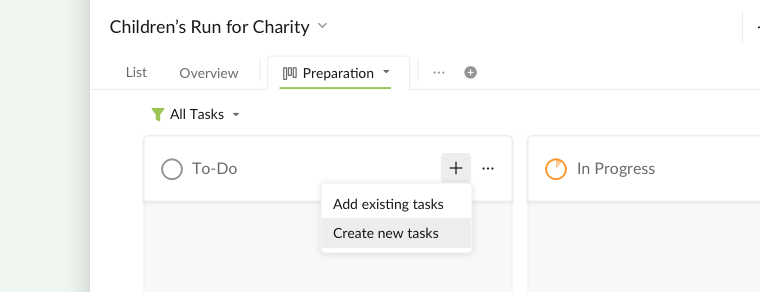 Children’s Run for Charity
List Overview Preparation
All Tasks
To-Do
In Progress
Add existing tasks
Create new tasks